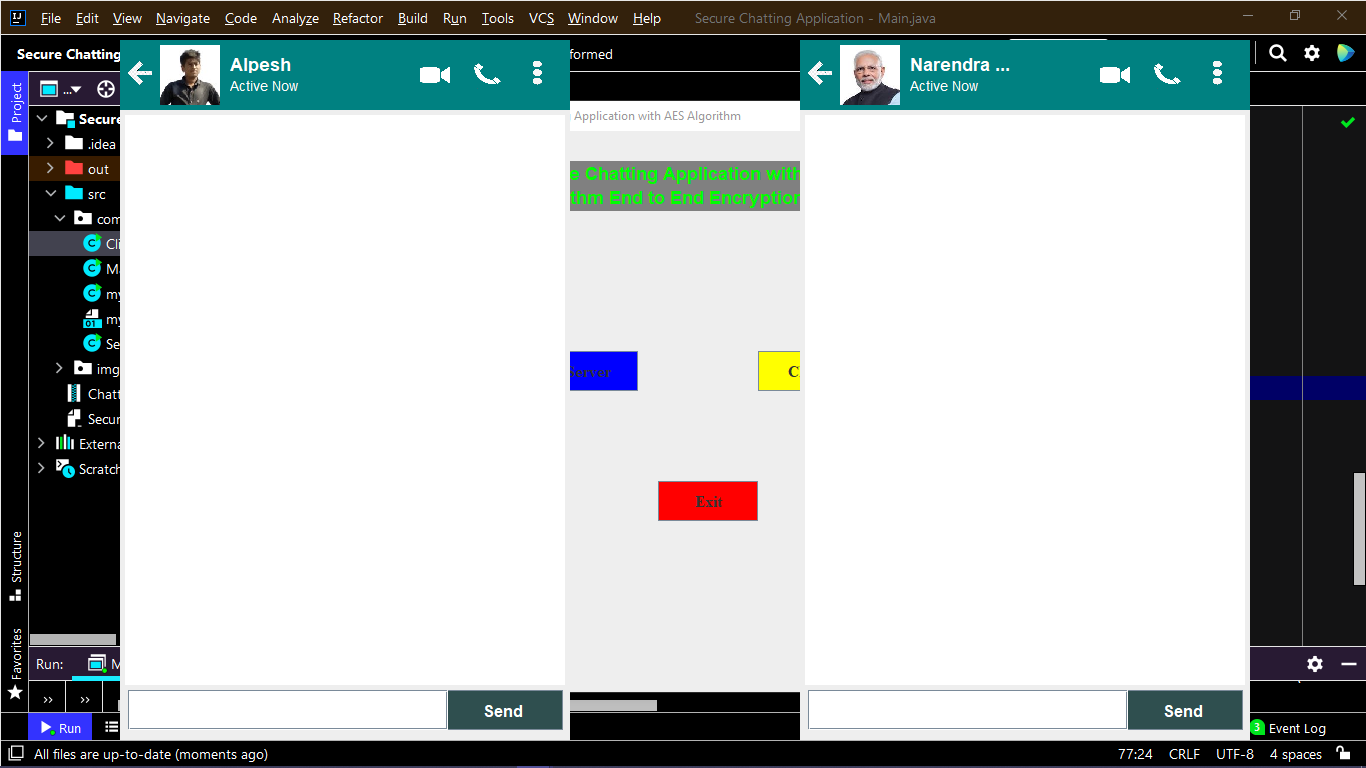 File Edit View Navigate Code Analyze Refactor Build Run Tools VCS Window Help Secure Chatting Application - Main.java
Secure Chatting
formed
Project
...
Alpesh
Active Now
Narendra ...
Active Now
Secure
.idea
out
src
com
Cli
Ma
my
my
Se
img
Chatt
Secur
Externa
Scratch
Application with AES Algorithm
e Chatting Application with
thm End to End Encryption
Server
C
Exit
Structure
Favorites
Run:
M
Send
Send
Run
3 Event Log
All files are up-to-date (moments ago)
77:24 CRLF UTF-8 4 spaces